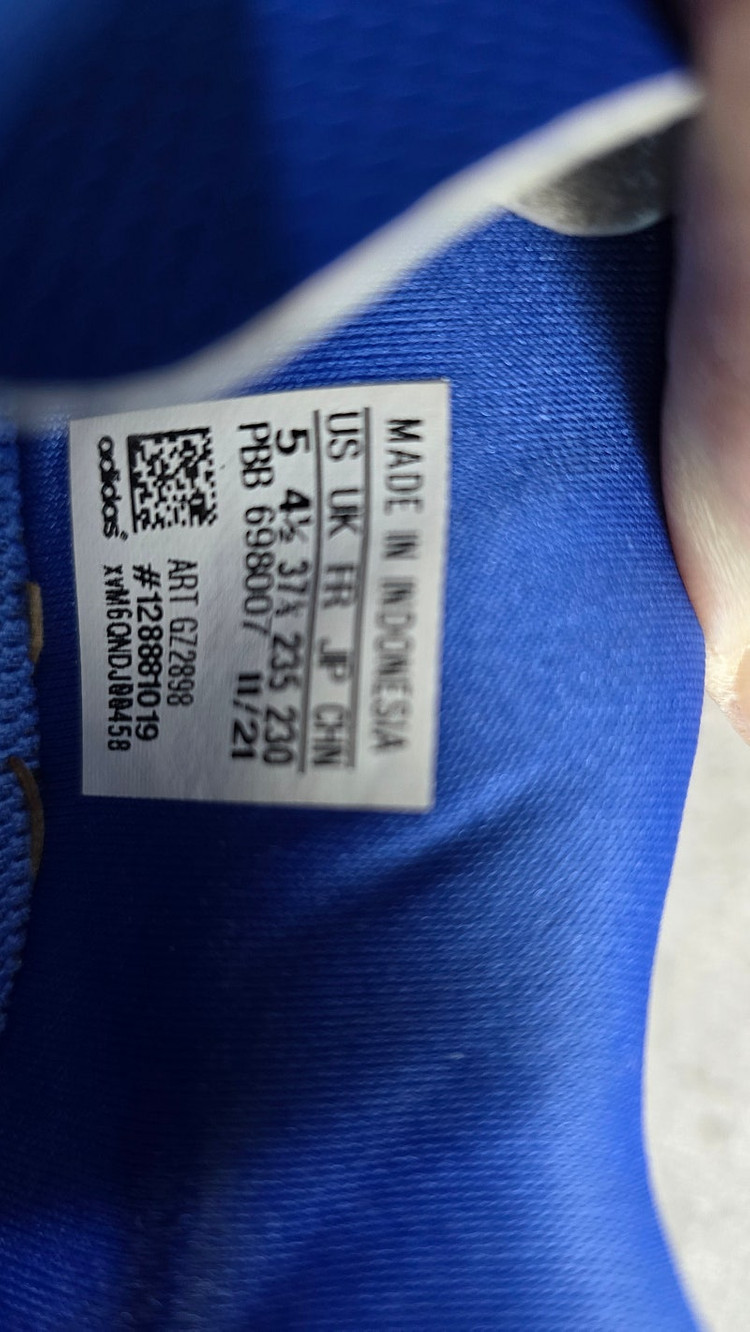 MADE IN INDONESIA
US UK FR JP CHN
5 4½ 37⅓ 235 230
PBB 698007 11/21
ART GZ2898
#128881019
adidas®